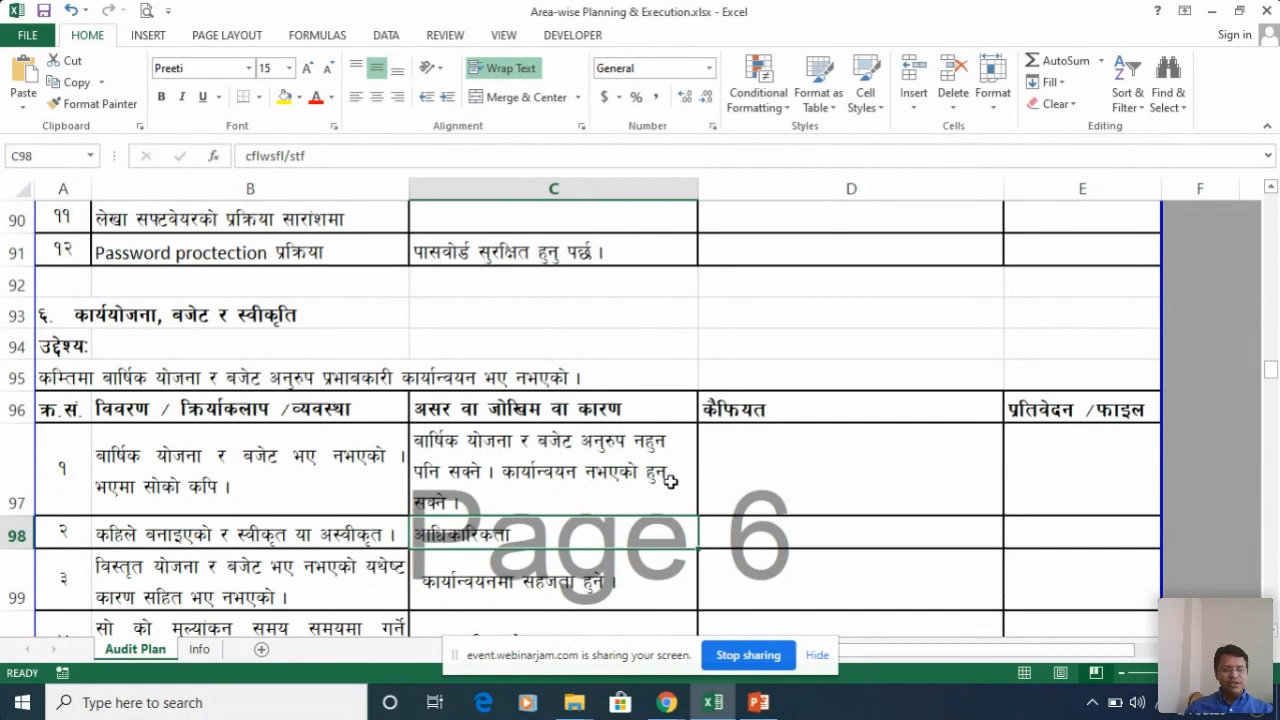 Area-wise Planning & Execution.xlsx - Excel
FILE HOME INSERT PAGE LAYOUT FORMULAS DATA REVIEW VIEW DEVELOPER Sign in
Paste Cut Copy Format Painter
Preeti 15
B I U A
Wrap Text
Merge & Center
General
$ % ,
Conditional Formatting
Format as Table
Cell Styles
Insert Delete Format
AutoSum Fill Clear
Sort & Filter
Find & Select
Clipboard Font Alignment Number Styles Cells Editing
C98 fx cflwsfl/stf
A B C D E F
90 ११ लेखा सफ्टवेयरको प्रक्रिया सारांशमा
91 १२ Password proctection प्रक्रिया पासवोर्ड सुरक्षित हुनु पर्छ ।
92
93 ६. कार्ययोजना, बजेट र स्वीकृति
94 उद्देश्य:
95 कम्तिमा बार्षिक योजना र बजेट अनुरुप प्रभाबकारी कार्यान्वयन भए नभएको ।
96 क्र.सं. विवरण / क्रिर्याकलाप /व्यवस्था असर वा जोखिम वा कारण कैफियत प्रतिवेदन /फाइल
97 १ बार्षिक योजना र बजेट भए नभएको । भएमा सोको कपि ।
बार्षिक योजना र बजेट अनुरुप नहुन
पनि सक्ने । कार्यान्वयन नभएको हुन
सक्ने ।
98 २ कहिले बनाइएको र स्वीकृत या अस्वीकृत । आधिकारिकता
99 ३ विस्तृत योजना र बजेट भए नभएको यथेष्ट
कारण सहित भए नभएको ।
कार्यान्वयनमा सहजता हुने ।
सो को मूल्यांकन समय समयमा गर्ने
Page 6
Audit Plan Info
event.webinarjam.com is sharing your screen. Stop sharing Hide
READY
Type here to search